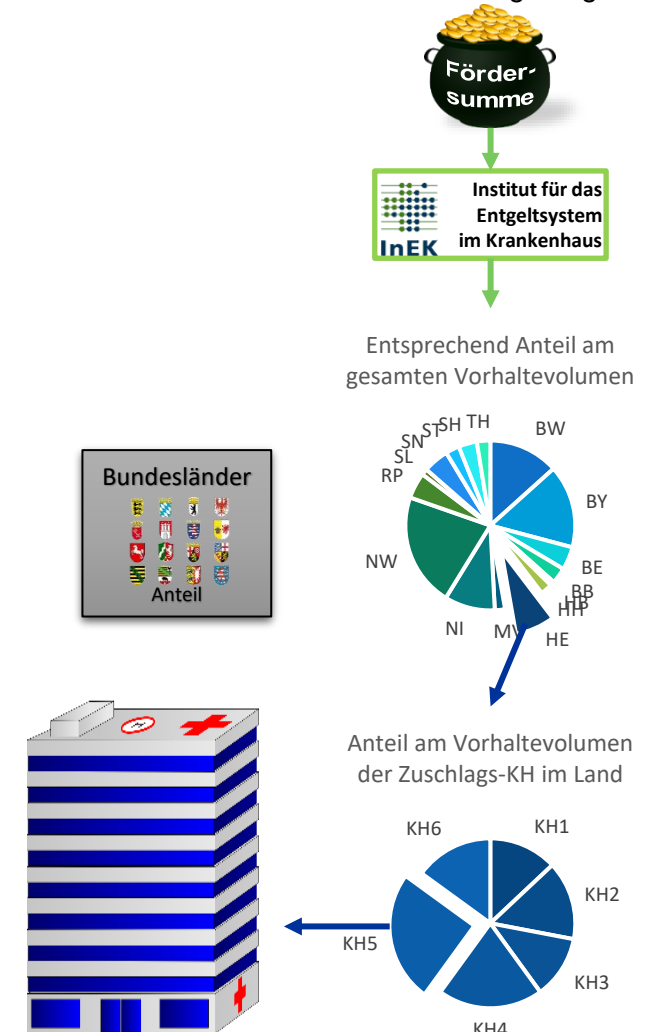 Förder-
summe
InEK
Institut für das
Entgeltsystem
im Krankenhaus
Entsprechend Anteil am
gesamten Vorhaltevolumen
BW
BY
BE
BB
HB
HH
HE
MV
NI
NW
RP
SL
SN
ST
SH
TH
Bundesländer
Anteil
Anteil am Vorhaltevolumen
der Zuschlags-KH im Land
KH1
KH2
KH3
KH4
KH5
KH6
H